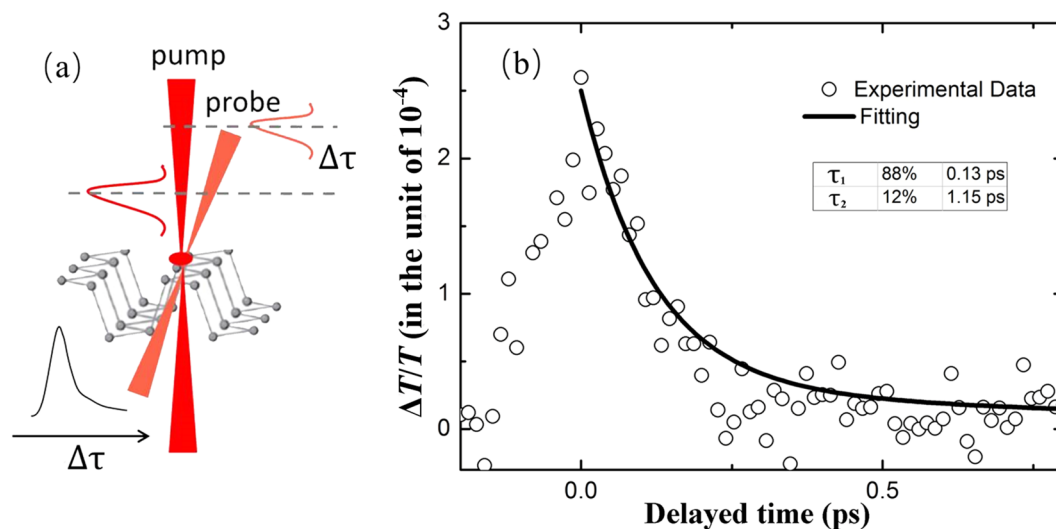 (a)
pump
probe
Δτ
Δτ
(b)
ΔT/T (in the unit of 10-4)
3
2
1
0
0.0
0.5
Delayed time (ps)
Experimental Data
Fitting
τ1 88% 0.13 ps
τ2 12% 1.15 ps